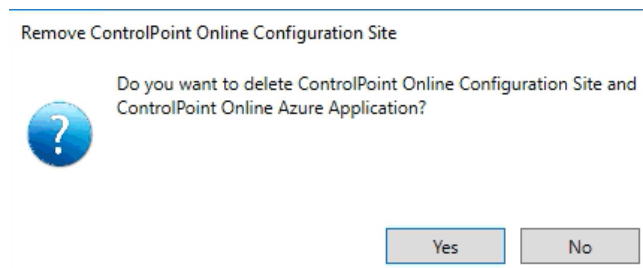 Remove ControlPoint Online Configuration Site
Do you want to delete ControlPoint Online Configuration Site and
ControlPoint Online Azure Application?
Yes No